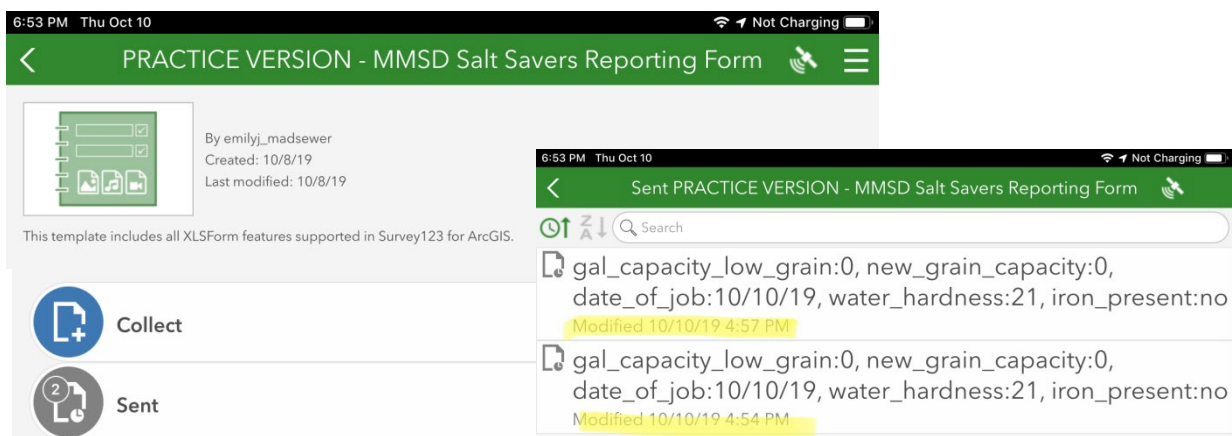 6:53 PM Thu Oct 10
Not Charging
PRACTICE VERSION - MMSD Salt Savers Reporting Form
By emilyj_madsewer
Created: 10/8/19
Last modified: 10/8/19
This template includes all XLSForm features supported in Survey123 for ArcGIS.
Collect
2
Sent
6:53 PM Thu Oct 10
Not Charging
Sent PRACTICE VERSION - MMSD Salt Savers Reporting Form
Z
A
Search
gal_capacity_low_grain:0, new_grain_capacity:0,
date_of_job:10/10/19, water_hardness:21, iron_present:no
Modified 10/10/19 4:57 PM
gal_capacity_low_grain:0, new_grain_capacity:0,
date_of_job:10/10/19, water_hardness:21, iron_present:no
Modified 10/10/19 4:54 PM